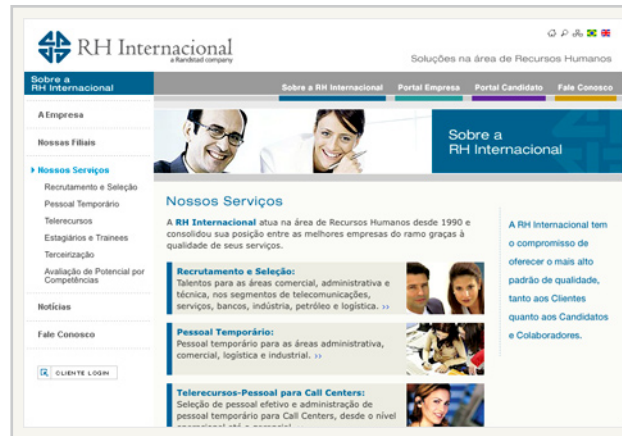 RH Internacional
a Randstad company
Soluções na área de Recursos Humanos
Sobre a
RH Internacional
Sobre a RH Internacional Portal Empresa Portal Candidato Fale Conosco
A Empresa
Nossas Filiais
Nossos Serviços
Recrutamento e Seleção
Pessoal Temporário
Telerecursos
Estagiários e Trainees
Terceirização
Avaliação de Potencial por
Competências
Notícias
Fale Conosco
CLIENTE LOGIN
Sobre a
RH Internacional
Nossos Serviços
A RH Internacional atua na área de Recursos Humanos desde 1990 e
consolidou sua posição entre as melhores empresas do ramo graças à
qualidade de seus serviços.
Recrutamento e Seleção:
Talentos para as áreas comercial, administrativa e
técnica, nos segmentos de telecomunicações,
serviços, bancos, indústria, petróleo e logística. ››
Pessoal Temporário:
Pessoal temporário para as áreas administrativa,
comercial, logística e industrial. ››
Telerecursos-Pessoal para Call Centers:
Seleção de pessoal efetivo e administração de
pessoal temporário para Call Centers, desde o nível
A RH Internacional tem
o compromisso de
oferecer o mais alto
padrão de qualidade,
tanto aos Clientes
quanto aos Candidatos
e Colaboradores.